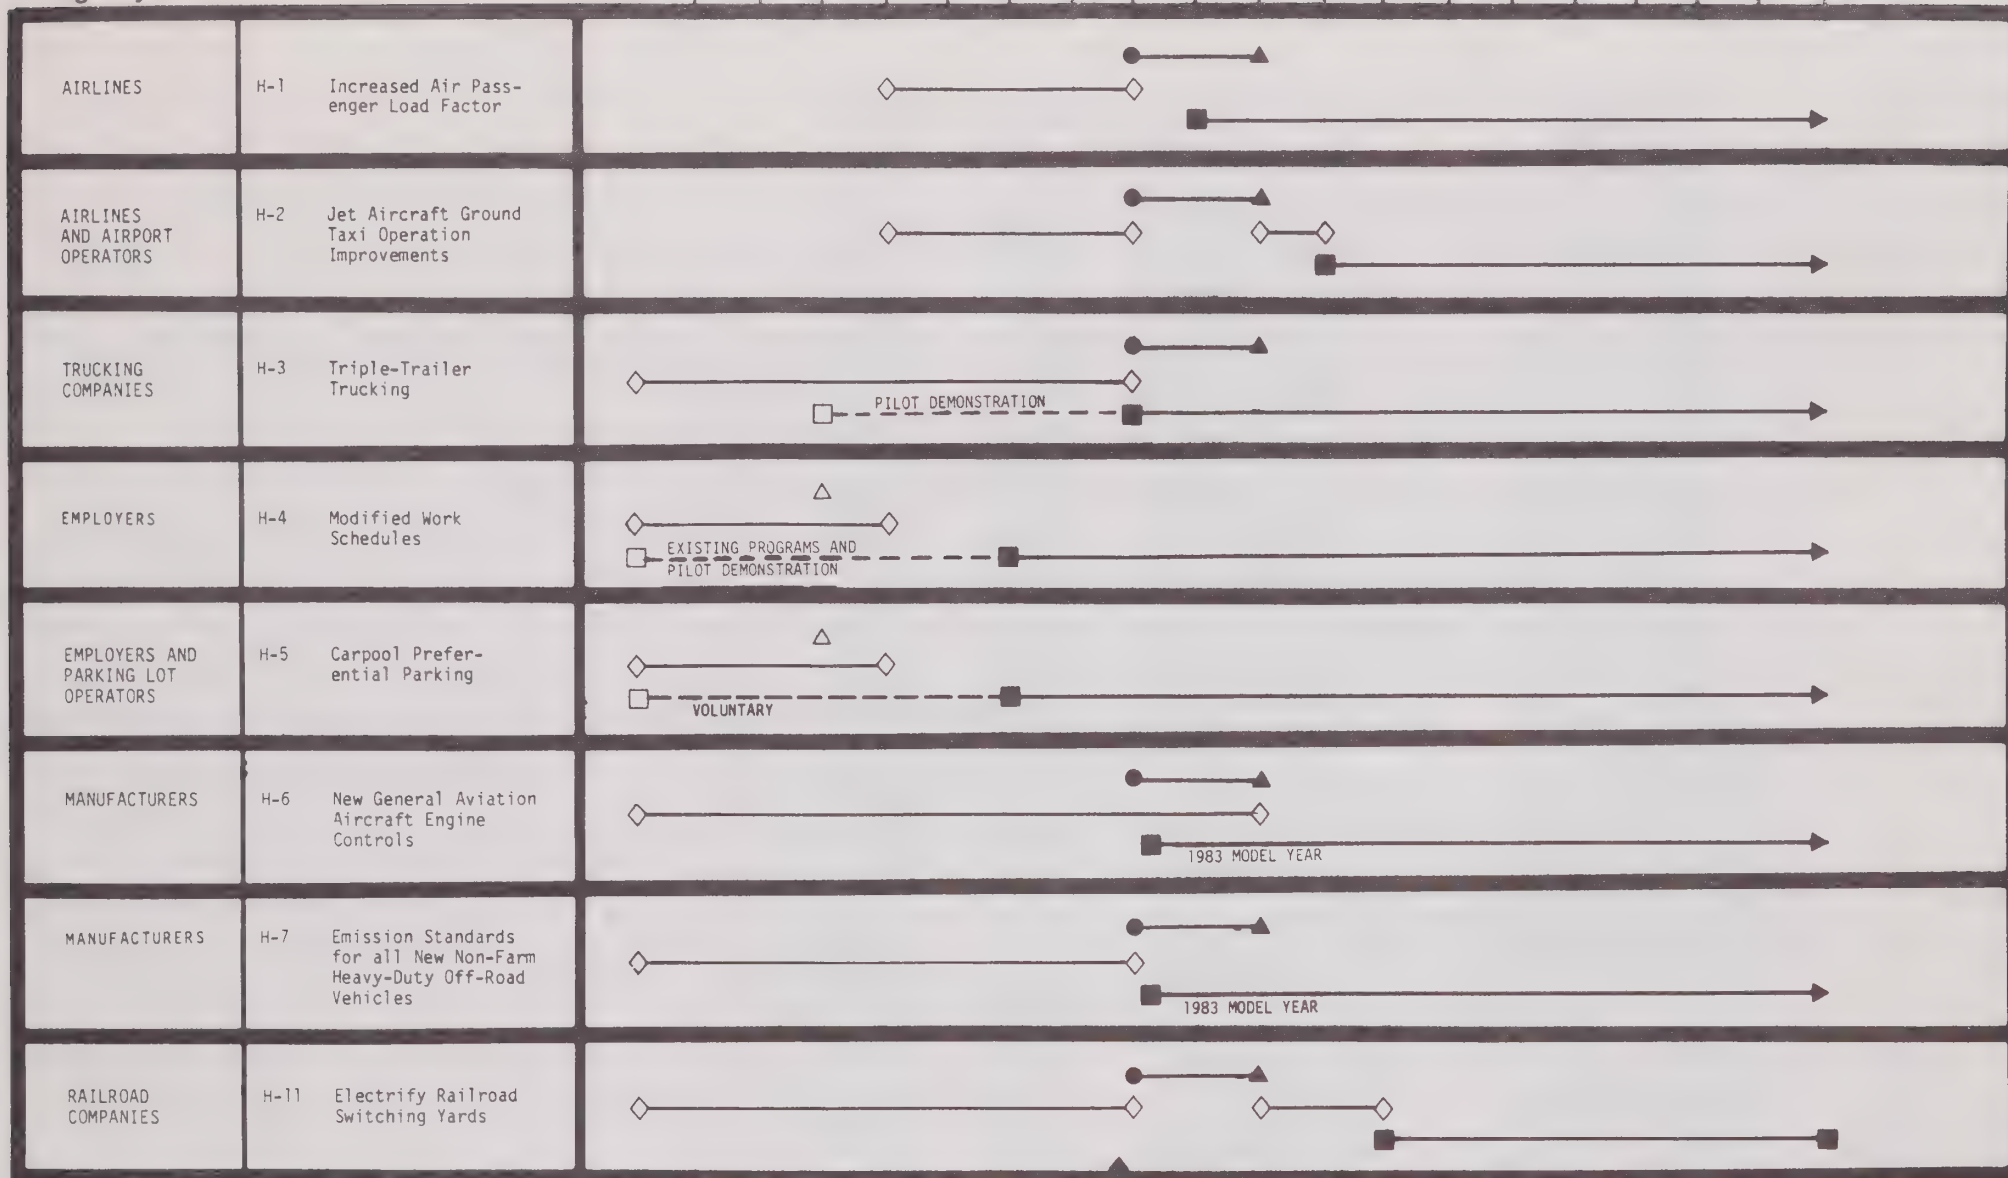 AIRLINES
H-1 Increased Air Pass-
enger Load Factor
AIRLINES
AND AIRPORT
OPERATORS
H-2 Jet Aircraft Ground
Taxi Operation
Improvements
TRUCKING
COMPANIES
H-3 Triple-Trailer
Trucking
PILOT DEMONSTRATION
EMPLOYERS
H-4 Modified Work
Schedules
EXISTING PROGRAMS AND
PILOT DEMONSTRATION
EMPLOYERS AND
PARKING LOT
OPERATORS
H-5 Carpool Prefer-
ential Parking
VOLUNTARY
MANUFACTURERS
H-6 New General Aviation
Aircraft Engine
Controls
1983 MODEL YEAR
MANUFACTURERS
H-7 Emission Standards
for all New Non-Farm
Heavy-Duty Off-Road
Vehicles
1983 MODEL YEAR
RAILROAD
COMPANIES
H-11 Electrify Railroad
Switching Yards